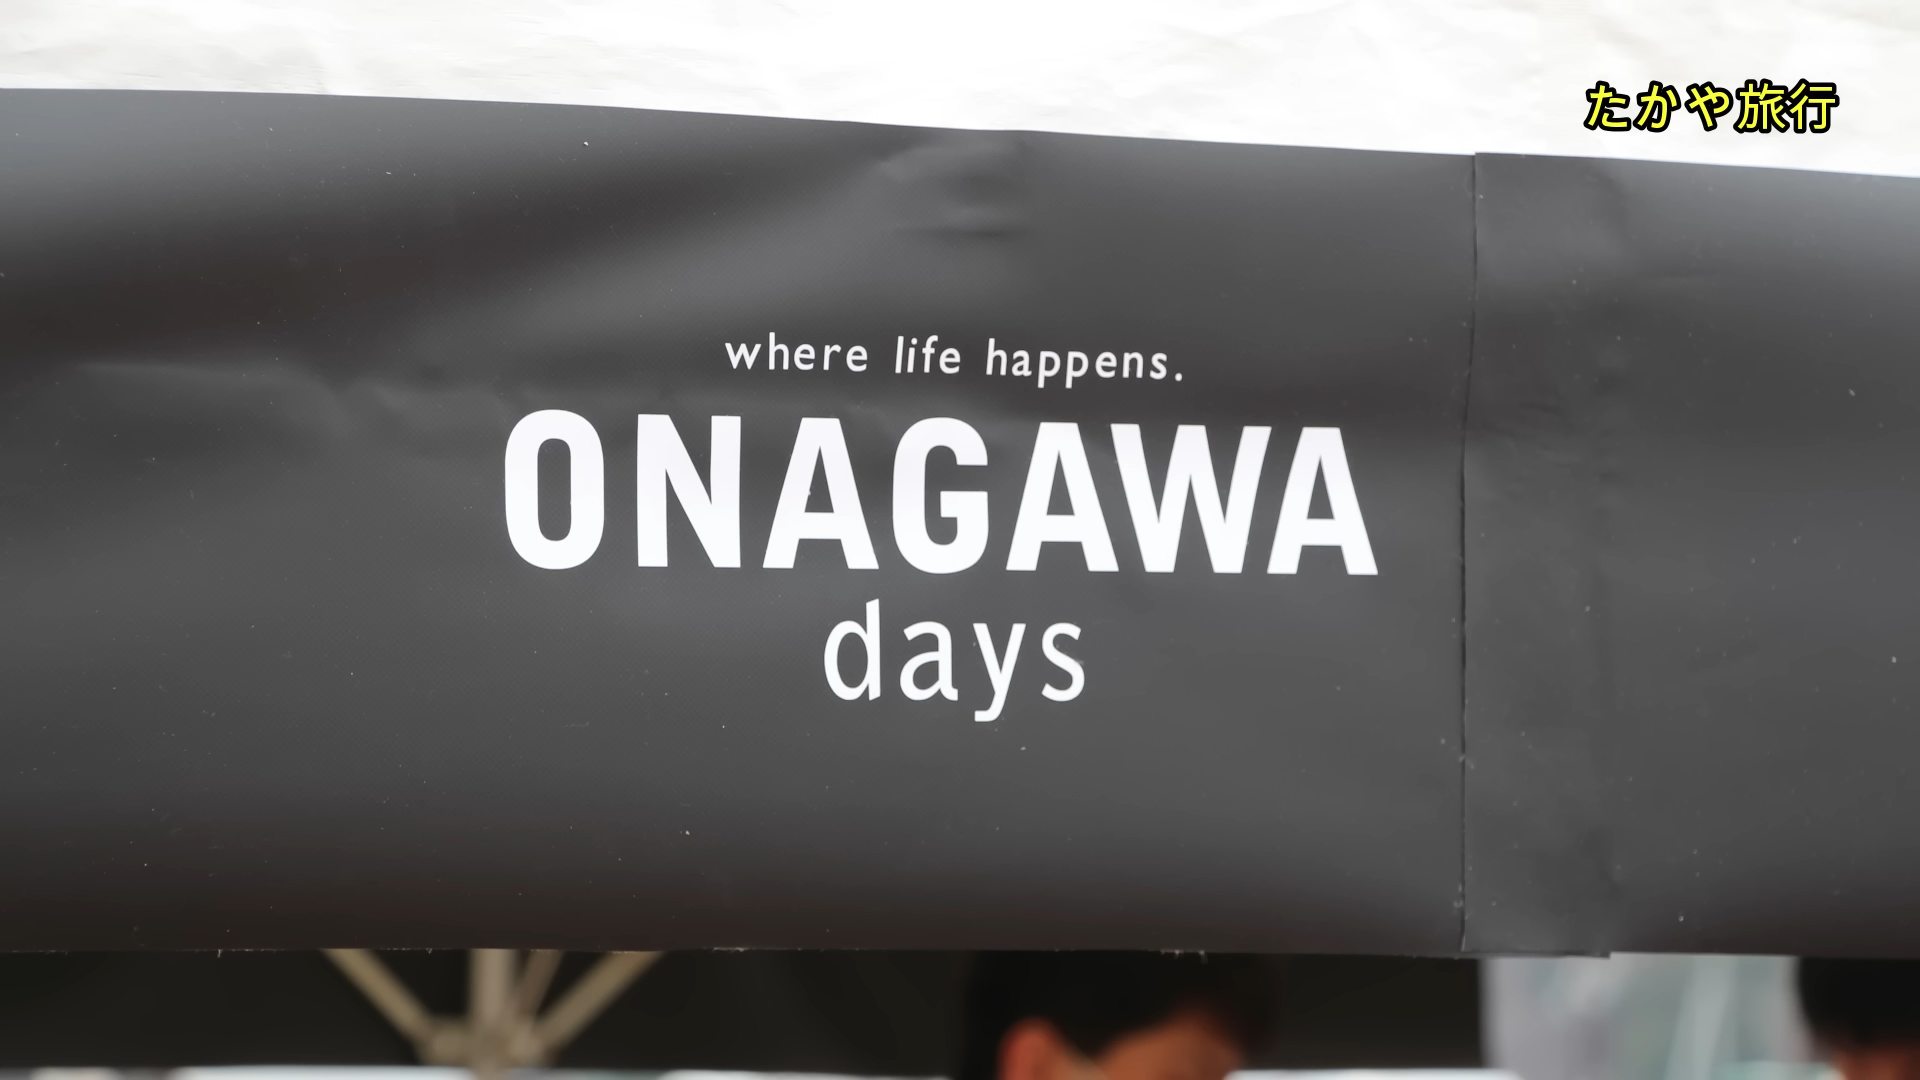 たかや旅行
where life happens.
ONAGAWA
days